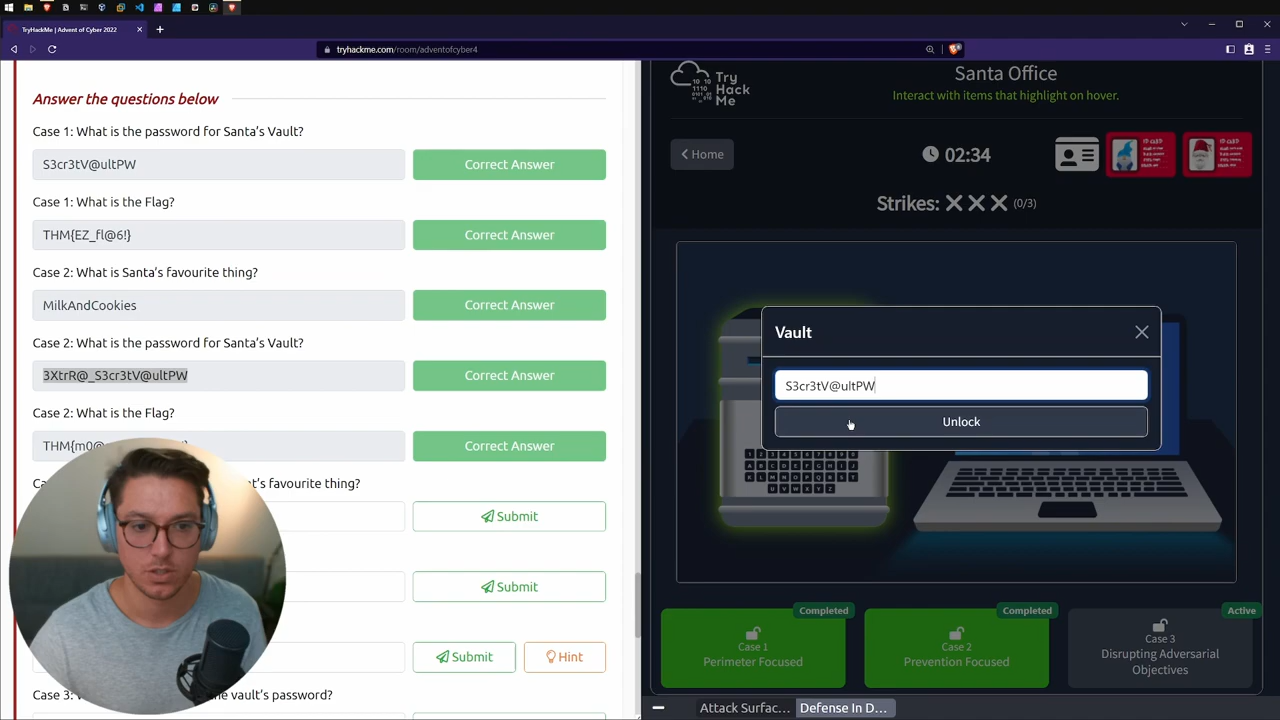 TryHackMe | Advent of Cyber 2022
tryhackme.com/room/adventofcyber4
Answer the questions below
Case 1: What is the password for Santa's Vault?
S3cr3tV@ultPW
Correct Answer
Case 1: What is the Flag?
THM{EZ_fl@6!}
Correct Answer
Case 2: What is Santa's favourite thing?
MilkAndCookies
Correct Answer
Case 2: What is the password for Santa's Vault?
3XtrR@_S3cr3tV@ultPW
Correct Answer
Case 2: What is the Flag?
THM{m0@
Correct Answer
t's favourite thing?
Submit
Submit
Submit
Hint
Case 3: W
the vault's password?
Try
Hack
Me
Santa Office
Interact with items that highlight on hover.
Home
02:34
Strikes: (0/3)
Vault
S3cr3tV@ultPW
Unlock
Completed
Case 1
Perimeter Focused
Completed
Case 2
Prevention Focused
Active
Case 3
Disrupting Adversarial
Objectives
Attack Surfac...
Defense In D...